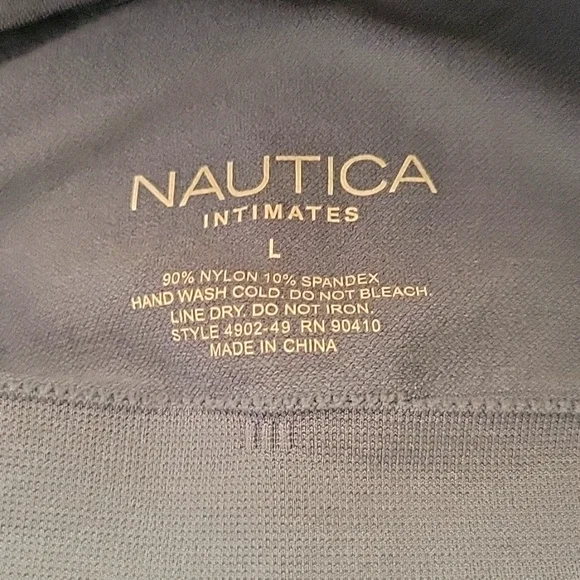 NAUTICA
INTIMATES
L
90% NYLON 10% SPANDEX
HAND WASH COLD. DO NOT BLEACH.
LINE DRY. DO NOT IRON.
STYLE 4902-49 RN 90410
MADE IN CHINA